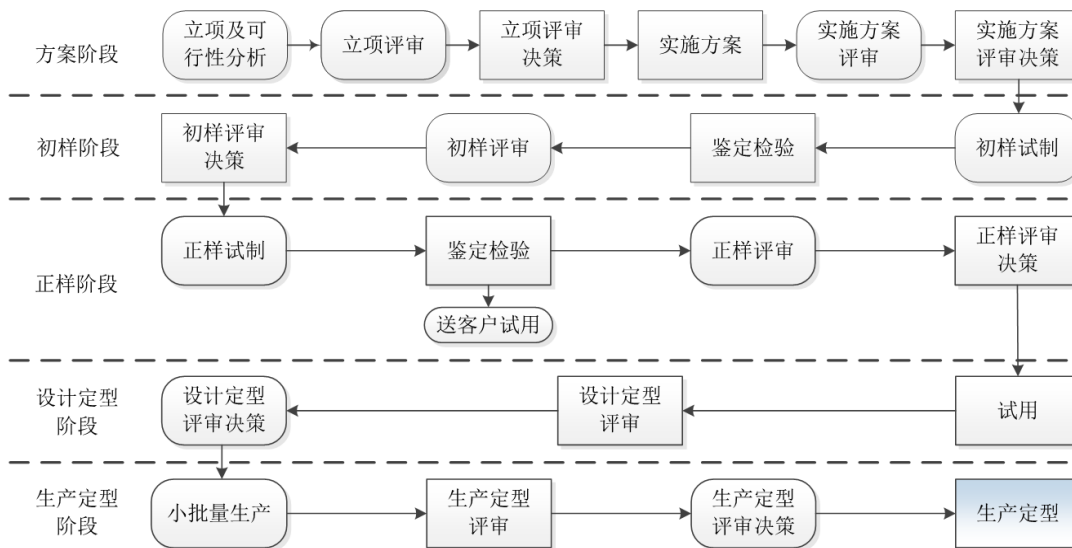 方案阶段
立项及可
行性分析
立项评审
立项评审
决策
实施方案
实施方案
评审
实施方案
评审决策
初样阶段
初样评审
决策
初样评审
鉴定检验
初样试制
正样阶段
正样试制
鉴定检验
正样评审
正样评审
决策
送客户试用
设计定型
阶段
设计定型
评审决策
设计定型
评审
试用
生产定型
阶段
小批量生产
生产定型
评审
生产定型
评审决策
生产定型